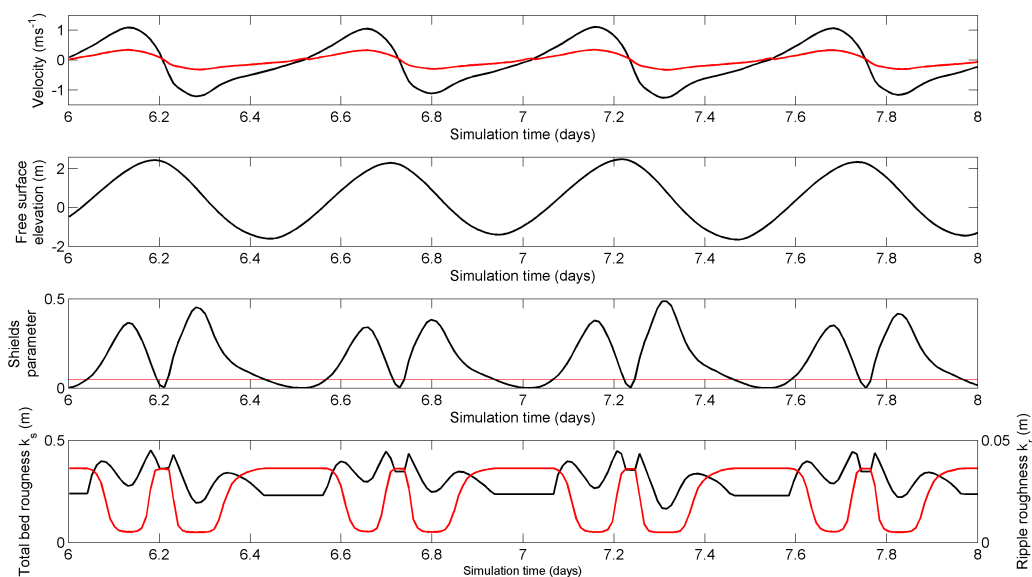 Velocity (ms-1)
1
0
-1
6 6.2 6.4 6.6 6.8 7 7.2 7.4 7.6 7.8 8
Simulation time (days)
Free surface
elevation (m)
2
0
-2
6 6.2 6.4 6.6 6.8 7 7.2 7.4 7.6 7.8 8
Simulation time (days)
Shields
parameter
0.5
0
6 6.2 6.4 6.6 6.8 7 7.2 7.4 7.6 7.8 8
Simulation time (days)
Total bed rougness ks (m)
0.5
0
0.05
0
Ripple roughness kr (m)
6 6.2 6.4 6.6 6.8 7 7.2 7.4 7.6 7.8 8
Simulation time (days)